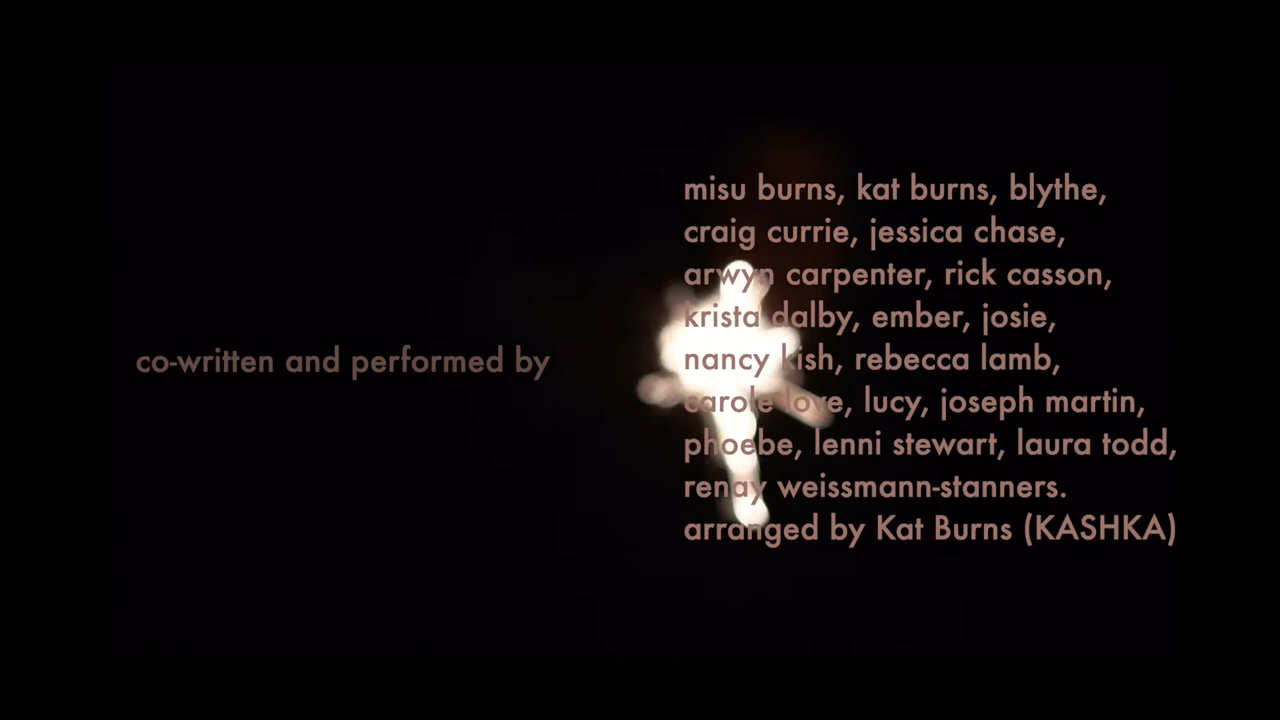 co-written and performed by
misu burns, kat burns, blythe,
craig currie, jessica chase,
arwyn carpenter, rick casson,
krista dalby, ember, josie,
nancy kish, rebecca lamb,
carole love, lucy, joseph martin,
phoebe, lenni stewart, laura todd,
renay weissmann-stanners.
arranged by Kat Burns (KASHKA)